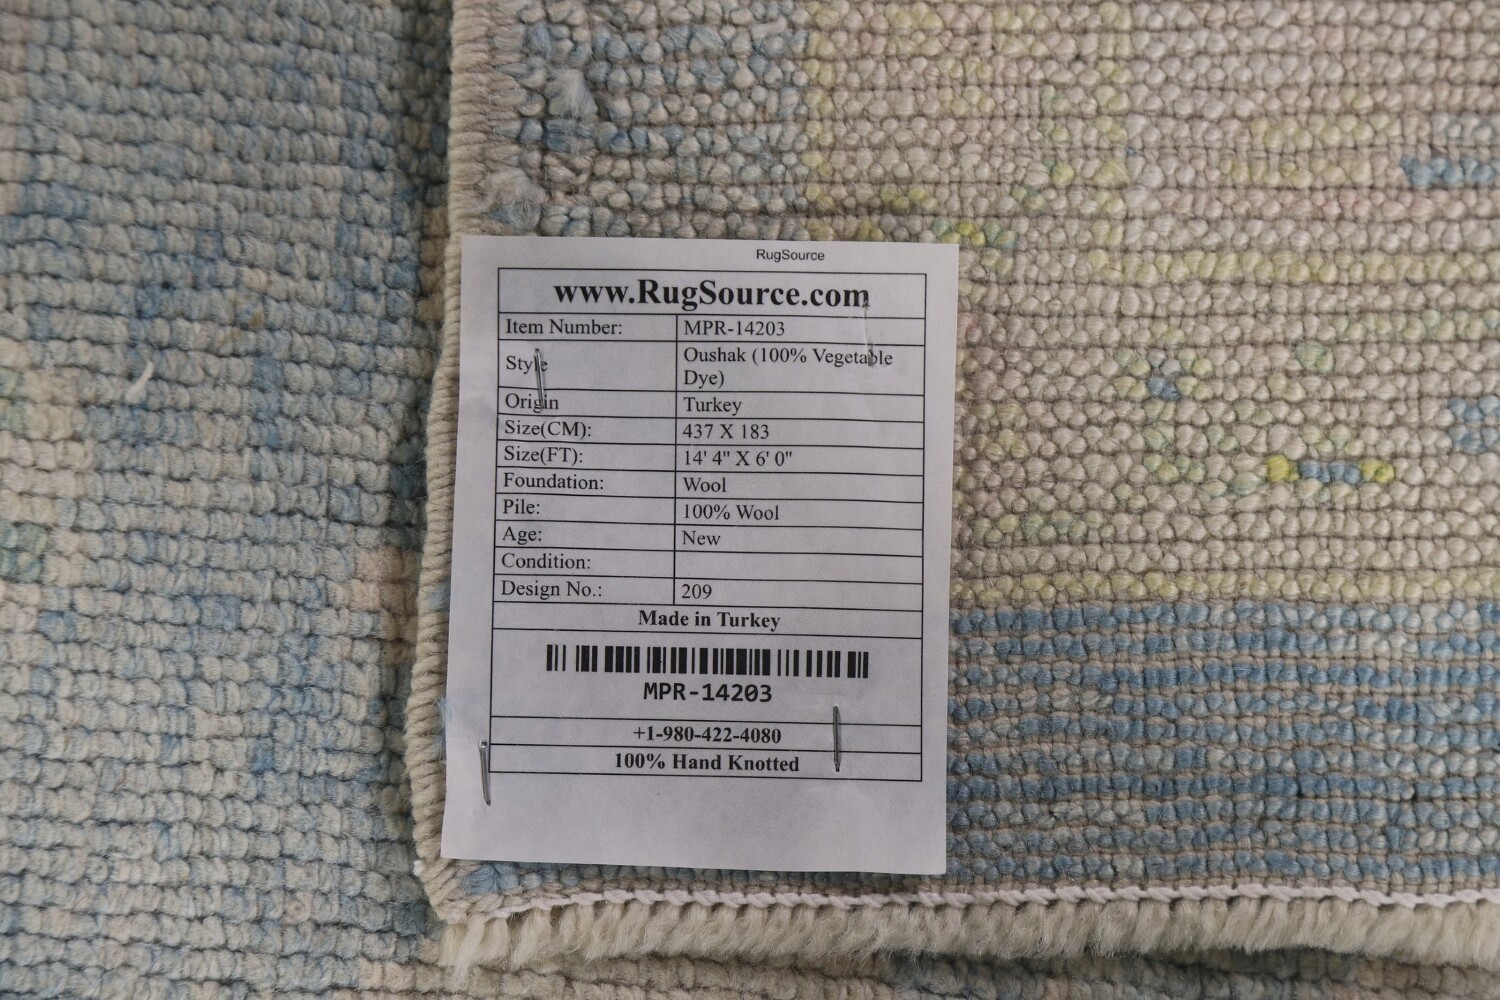 RugSource
www.RugSource.com
Item Number: MPR-14203
Style Oushak (100% Vegetable
Dye)
Origin Turkey
Size(CM): 437 X 183
Size(FT): 14' 4" X 6' 0"
Foundation: Wool
Pile: 100% Wool
Age: New
Condition:
Design No.: 209
Made in Turkey
MPR-14203
+1-980-422-4080
100% Hand Knotted